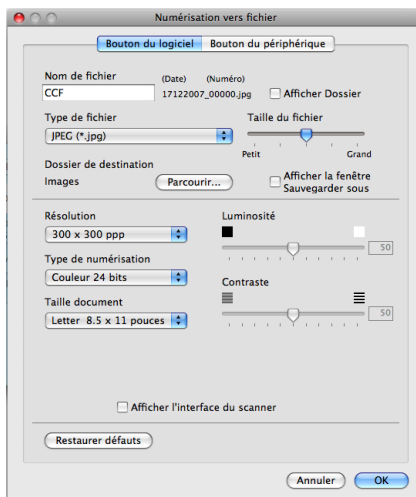 Numérisation vers fichier
Bouton du logiciel Bouton du périphérique
Nom de fichier (Date) (Numéro)
CCF 17122007_00000.jpg Afficher Dossier
Type de fichier Taille du fichier
JPEG (*.jpg)
Petit Grand
Dossier de destination
Images Parcourir... Afficher la fenêtre
Sauvegarder sous
Résolution Luminosité
300 x 300 ppp 50
Type de numérisation
Couleur 24 bits Contraste
Taille document
Letter 8.5 x 11 pouces 50
Afficher l'interface du scanner
Restaurer défauts
Annuler OK